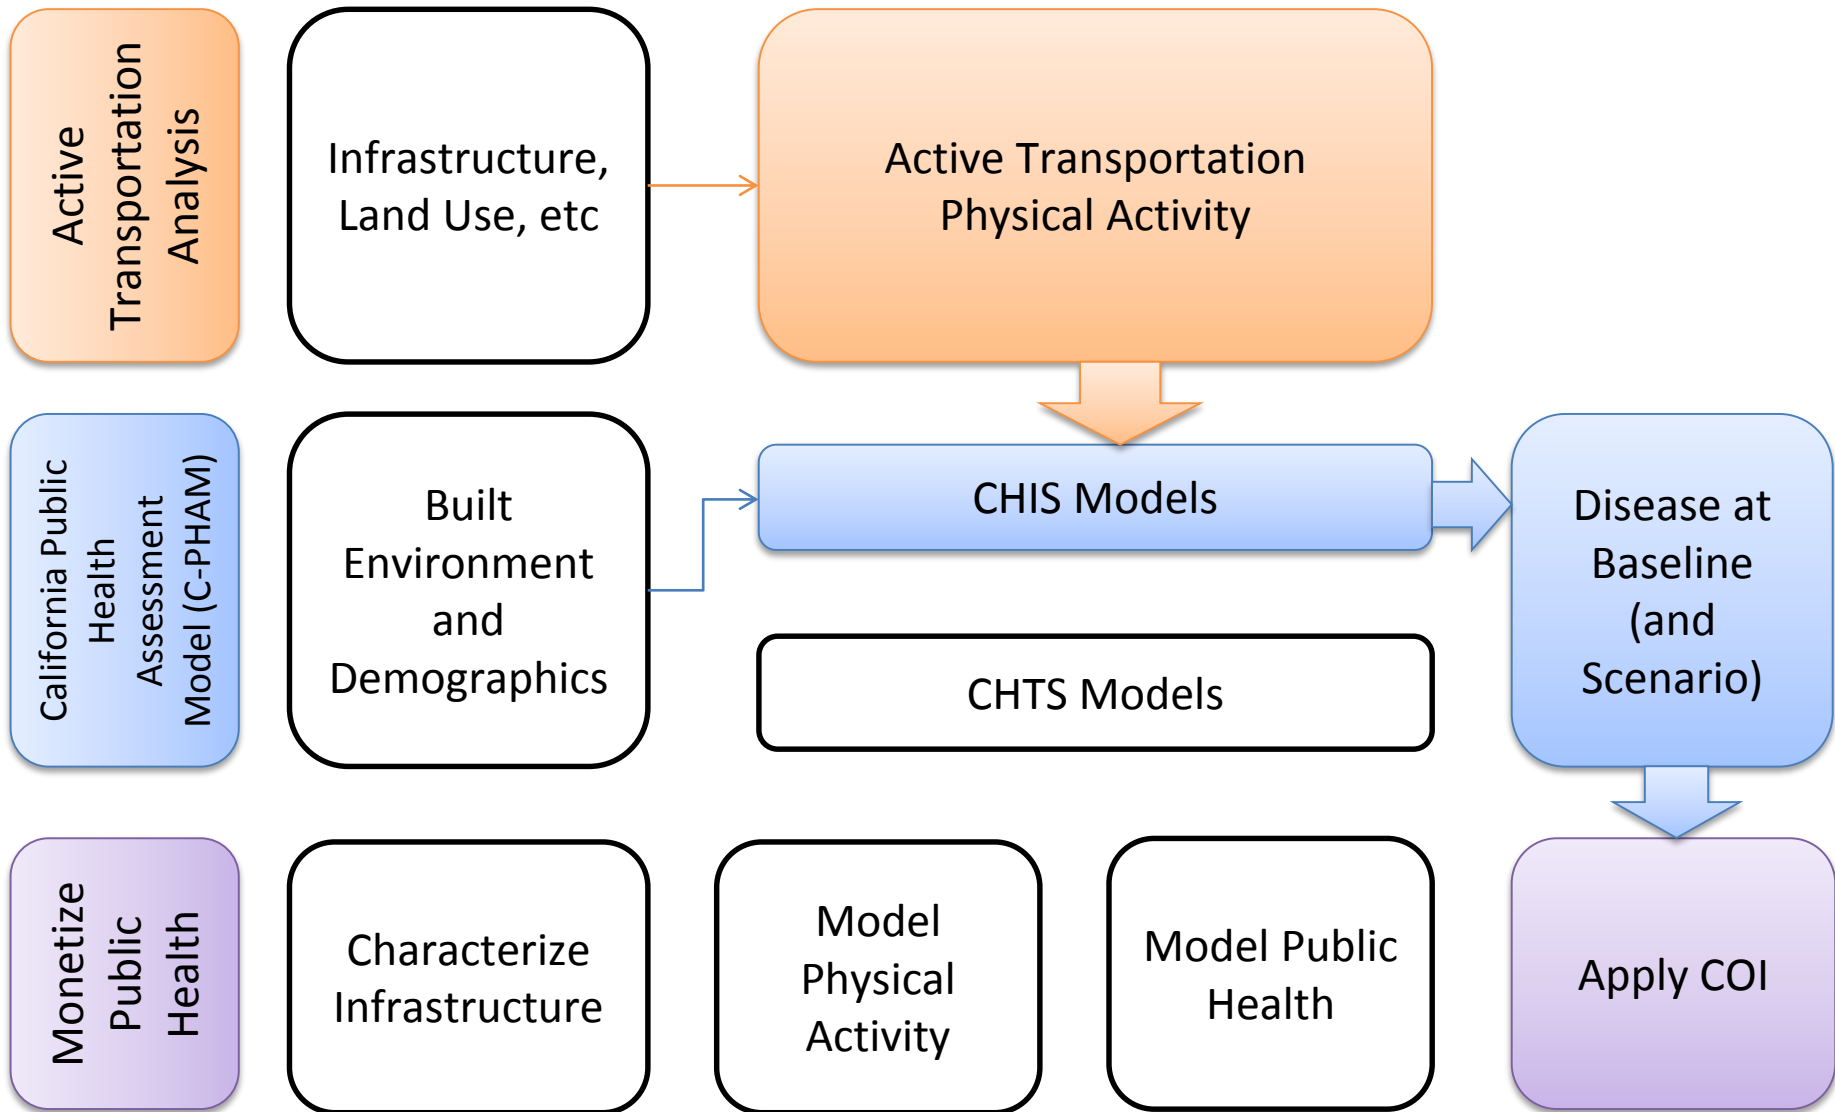 Active
Transportation
Analysis
Infrastructure,
Land Use, etc
Active Transportation
Physical Activity
California Public
Health
Assessment
Model (C-PHAM)
Built
Environment
and
Demographics
CHIS Models
CHTS Models
Disease at
Baseline
(and
Scenario)
Monetize
Public
Health
Characterize
Infrastructure
Model
Physical
Activity
Model Public
Health
Apply COI